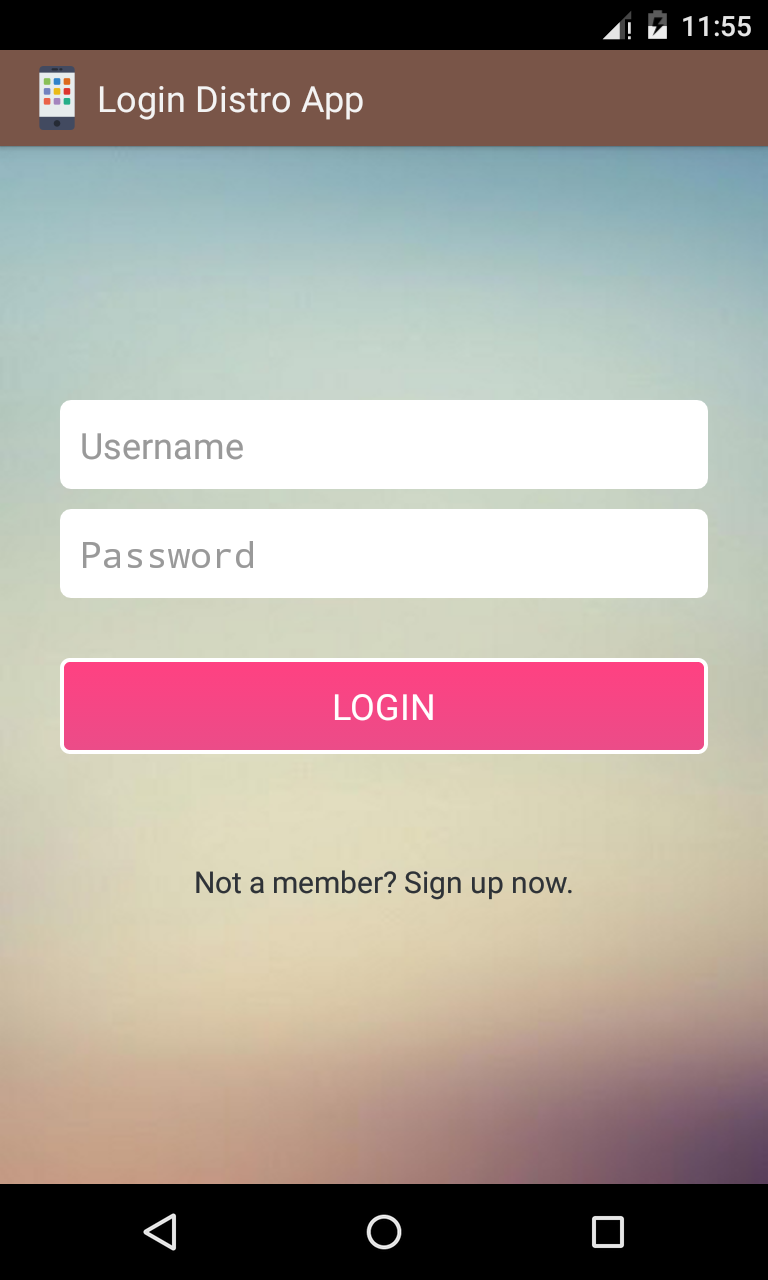 11:55
Login Distro App
Username
Password
LOGIN
Not a member? Sign up now.